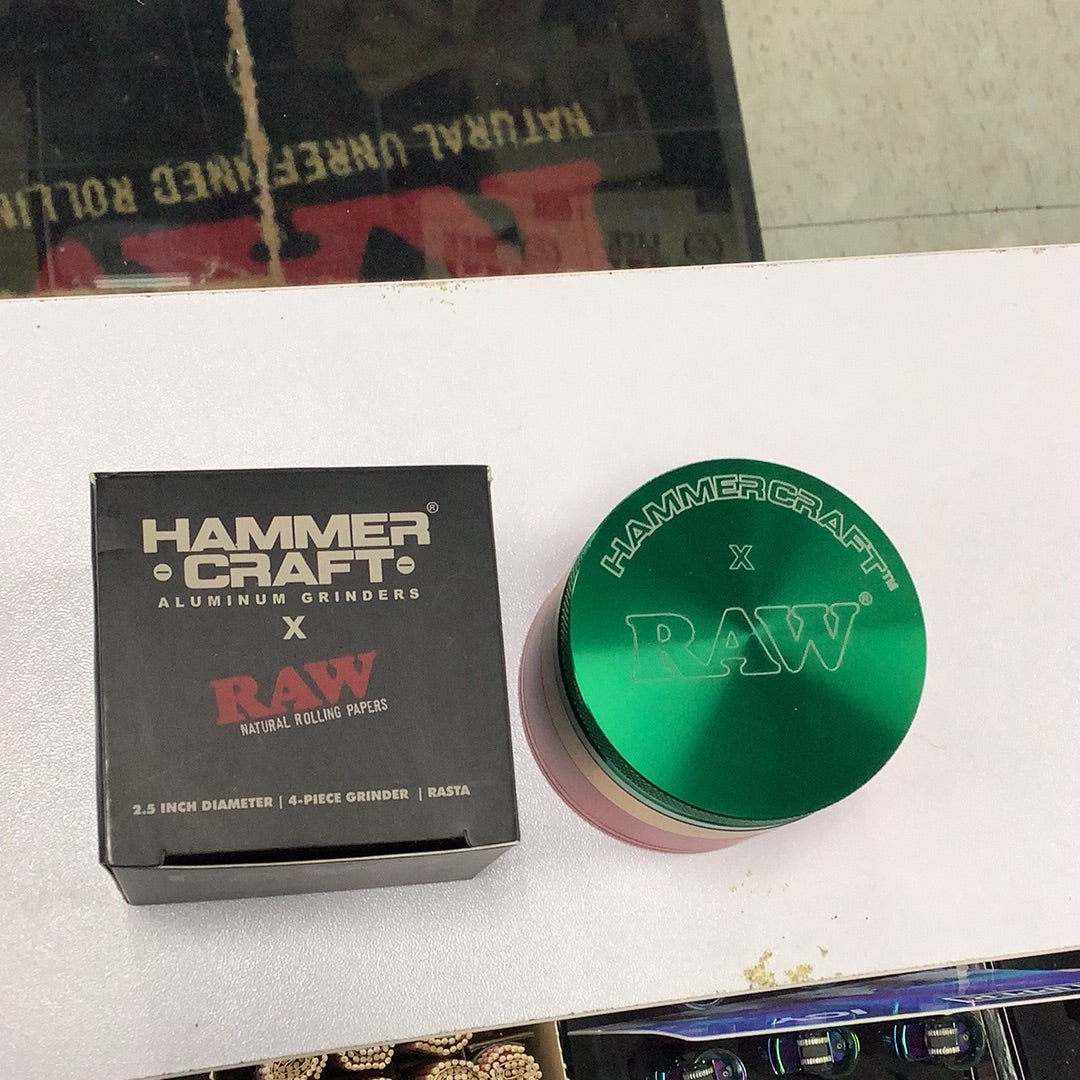 NATURAL UNREFINED ROLLIN
HAMMER®
CRAFT
ALUMINUM GRINDERS
X
RAW
NATURAL ROLLING PAPERS
2.5 INCH DIAMETER | 4-PIECE GRINDER | RASTA
HAMMERCRAFT™
X
RAW®